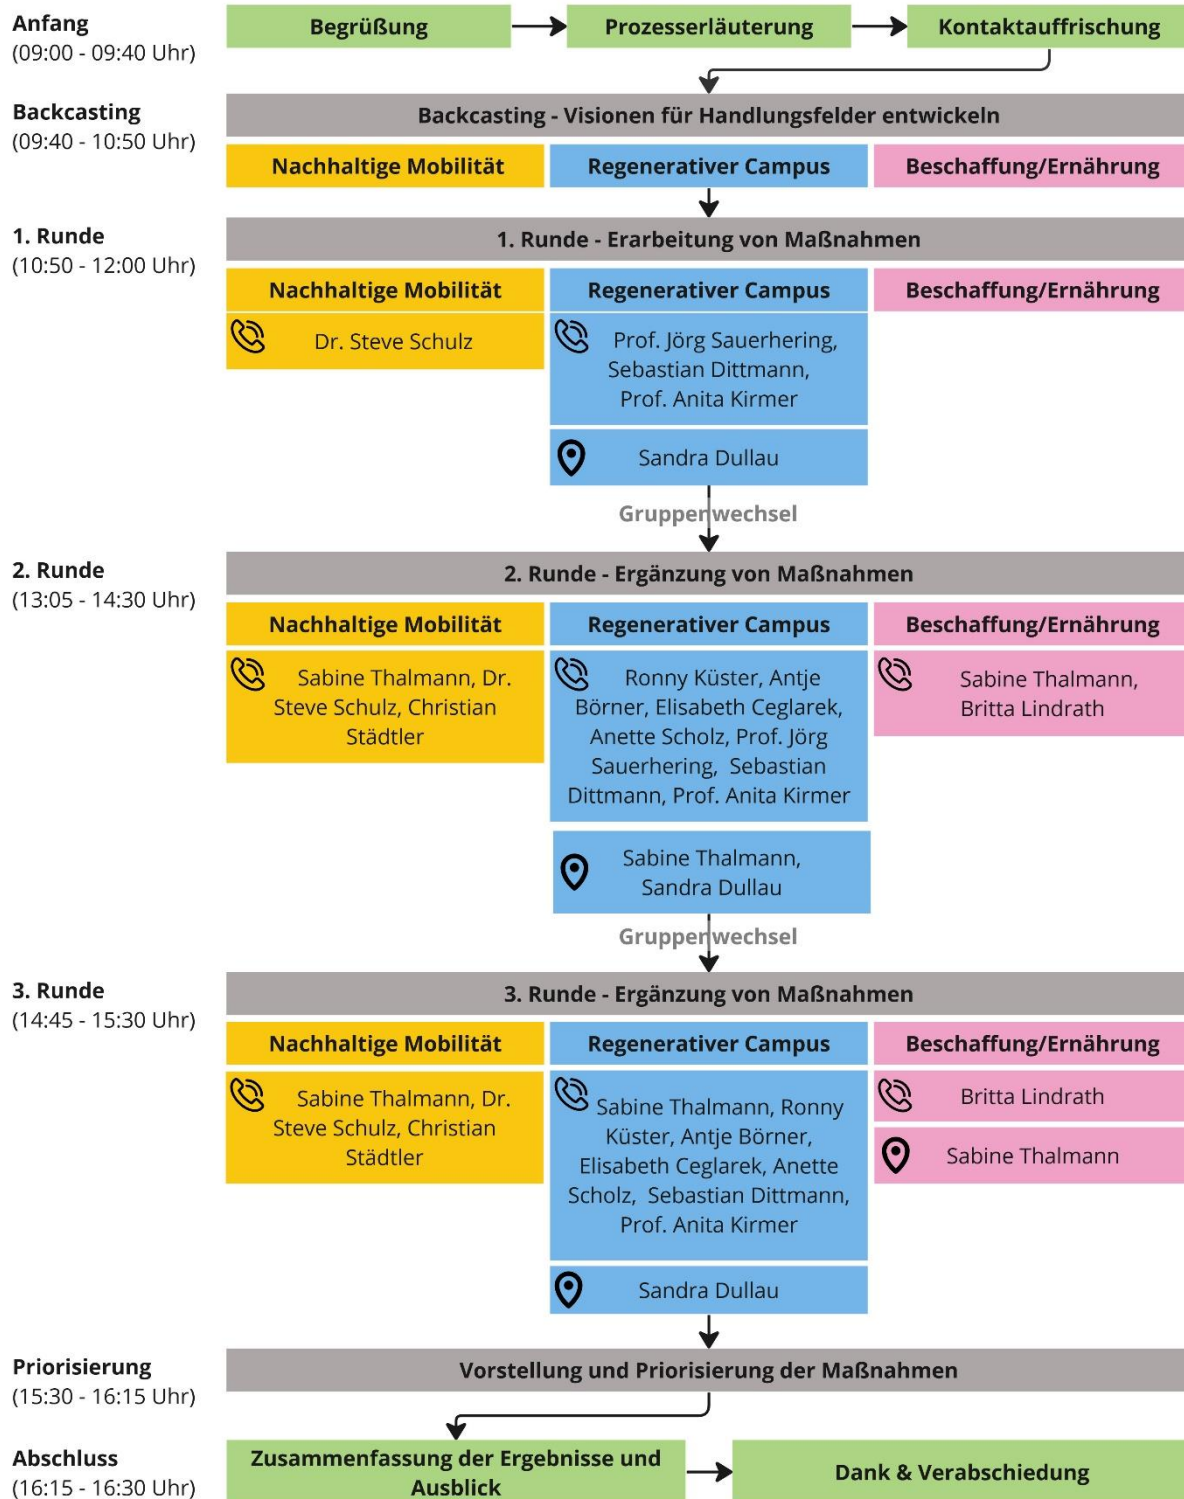 Anfang
(09:00 - 09:40 Uhr)
Begrüßung
Prozesserläuterung
Kontaktauffrischung
Backcasting
(09:40 - 10:50 Uhr)
Backcasting - Visionen für Handlungsfelder entwickeln
Nachhaltige Mobilität
Regenerativer Campus
Beschaffung/Ernährung
1. Runde
(10:50 - 12:00 Uhr)
1. Runde - Erarbeitung von Maßnahmen
Nachhaltige Mobilität
Regenerativer Campus
Beschaffung/Ernährung
Dr. Steve Schulz
Prof. Jörg Sauerhering,
Sebastian Dittmann,
Prof. Anita Kirmer
Sandra Dullau
Gruppenwechsel
2. Runde
(13:05 - 14:30 Uhr)
2. Runde - Ergänzung von Maßnahmen
Nachhaltige Mobilität
Regenerativer Campus
Beschaffung/Ernährung
Sabine Thalmann, Dr.
Steve Schulz, Christian
Städtler
Ronny Küster, Antje
Börner, Elisabeth Ceglarek,
Anette Scholz, Prof. Jörg
Sauerhering, Sebastian
Dittmann, Prof. Anita Kirmer
Sabine Thalmann,
Britta Lindrath
Sabine Thalmann,
Sandra Dullau
Gruppenwechsel
3. Runde
(14:45 - 15:30 Uhr)
3. Runde - Ergänzung von Maßnahmen
Nachhaltige Mobilität
Regenerativer Campus
Beschaffung/Ernährung
Sabine Thalmann, Dr.
Steve Schulz, Christian
Städtler
Sabine Thalmann, Ronny
Küster, Antje Börner,
Elisabeth Ceglarek, Anette
Scholz, Sebastian Dittmann,
Prof. Anita Kirmer
Britta Lindrath
Sabine Thalmann
Sandra Dullau
Priorisierung
(15:30 - 16:15 Uhr)
Vorstellung und Priorisierung der Maßnahmen
Abschluss
(16:15 - 16:30 Uhr)
Zusammenfassung der Ergebnisse und
Ausblick
Dank & Verabschiedung